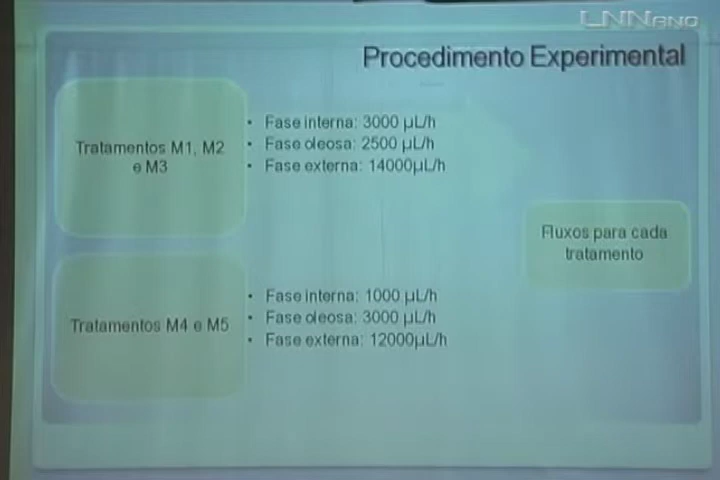 LNNano
Procedimento Experimental
Tratamentos M1, M2
e M3
• Fase interna: 3000 µL/h
• Fase oleosa: 2500 µL/h
• Fase externa: 14000µL/h
Fluxos para cada
tratamento
Tratamentos M4 e M5
• Fase interna: 1000 µL/h
• Fase oleosa: 3000 µL/h
• Fase externa: 12000µL/h